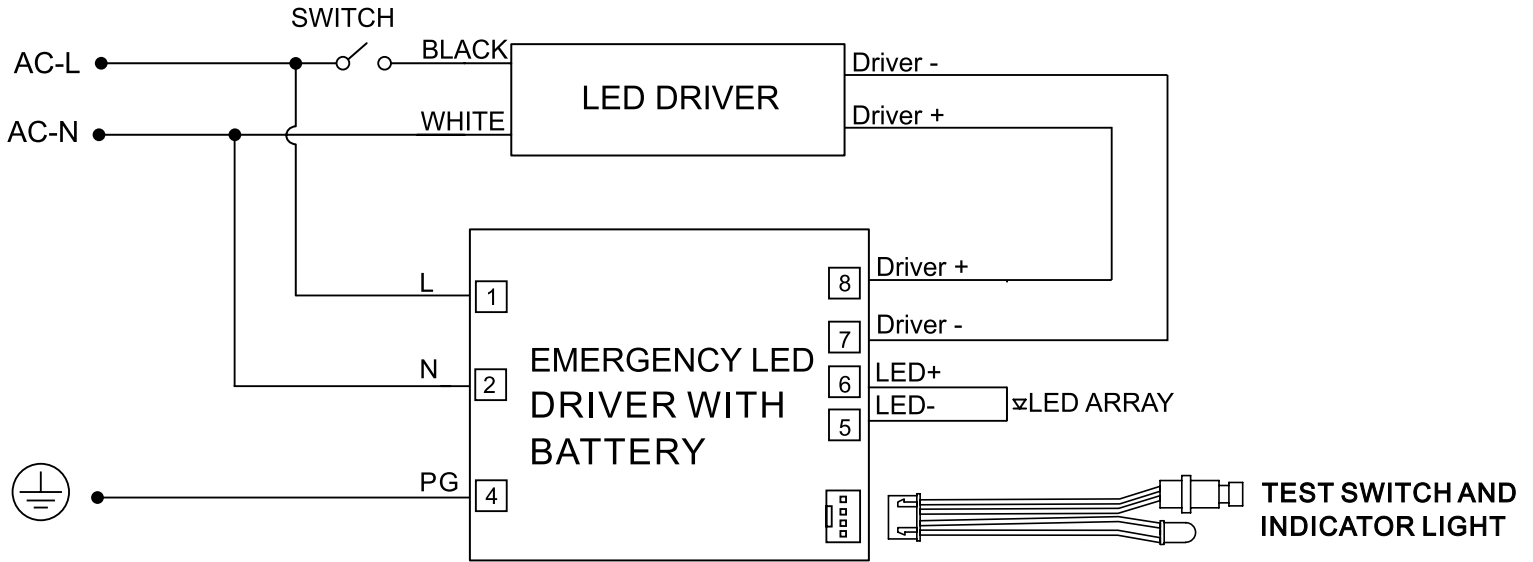 SWITCH
AC-L
BLACK
LED DRIVER
Driver -
AC-N
WHITE
Driver +
L
1
8
Driver +
7
Driver -
N
2
EMERGENCY LED
DRIVER WITH
BATTERY
6
LED+
5
LED-
LED ARRAY
PG
4
TEST SWITCH AND
INDICATOR LIGHT